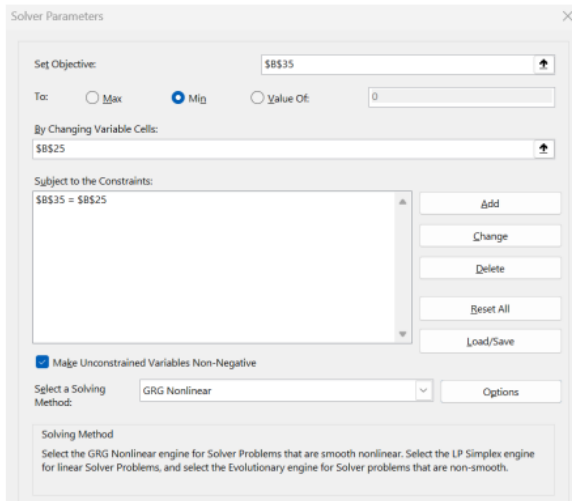 Solver Parameters
Set Objective: $B$35
To: Max Min Value Of: 0
By Changing Variable Cells:
$B$25
Subject to the Constraints:
$B$35 = $B$25
Add
Change
Delete
Reset All
Load/Save
Make Unconstrained Variables Non-Negative
Select a Solving Method: GRG Nonlinear Options
Solving Method
Select the GRG Nonlinear engine for Solver Problems that are smooth nonlinear. Select the LP Simplex engine
for linear Solver Problems, and select the Evolutionary engine for Solver problems that are non-smooth.